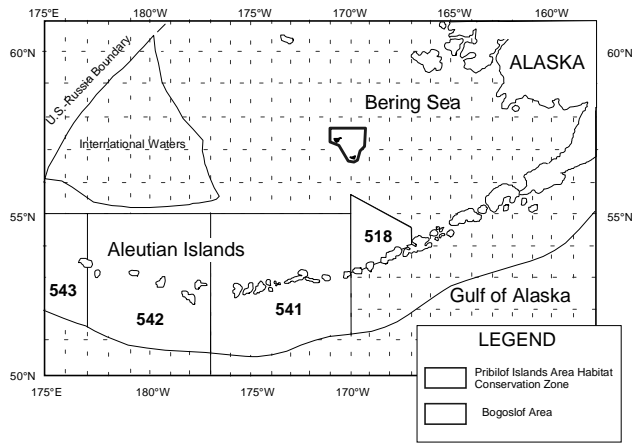 175°E 180°W 175°W 170°W 165°W 160°W
60°N 60°N
ALASKA
U.S.-Russia Boundary
Bering Sea
International Waters
55°N 55°N
518
Aleutian Islands
543
542
541
Gulf of Alaska
LEGEND
Pribilof Islands Area Habitat
Conservation Zone
Bogoslof Area
50°N
175°E 180°W 175°W 170°W